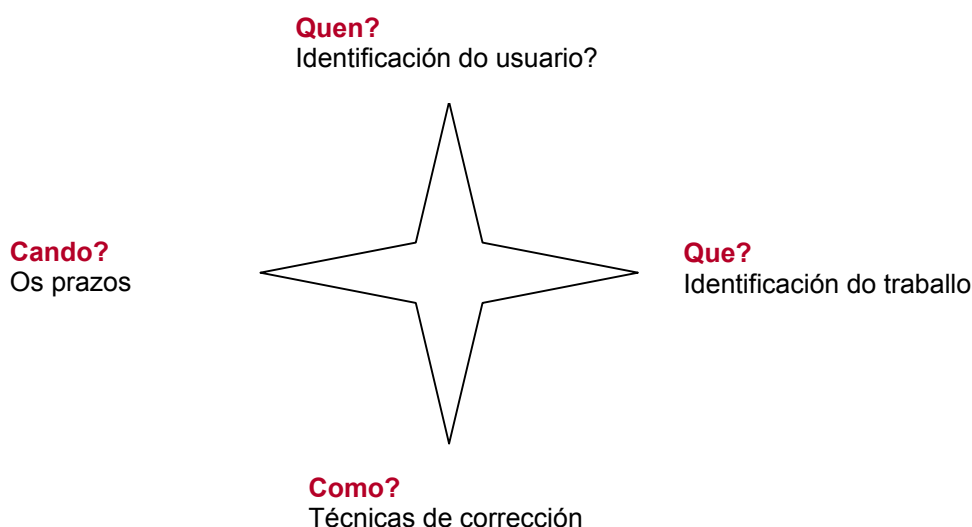 Quen?
Identificación do usuario?
Cando?
Os prazos
Que?
Identificación do traballo
Como?
Técnicas de corrección